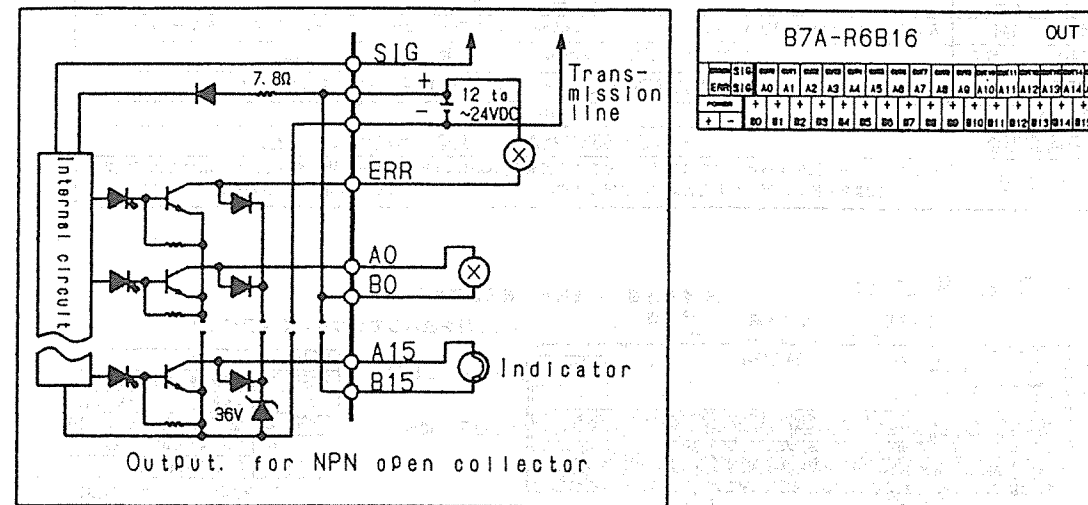 SIG
7.8Ω
+
12 to
~24VDC
-
Trans-
mission
line
ERR
Internal circuit
A0
B0
A15
B15
Indicator
36V
Output. for NPN open collector
B7A-R6B16 OUT
SIG
ERR SIG A0 A1 A2 A3 A4 A5 A6 A7 A8 A9 A10 A11 A12 A13 A14
POWER + + + + + + + + + + + + + + + +
+ - B0 B1 B2 B3 B4 B5 B6 B7 B8 B9 B10 B11 B12 B13 B14 B15